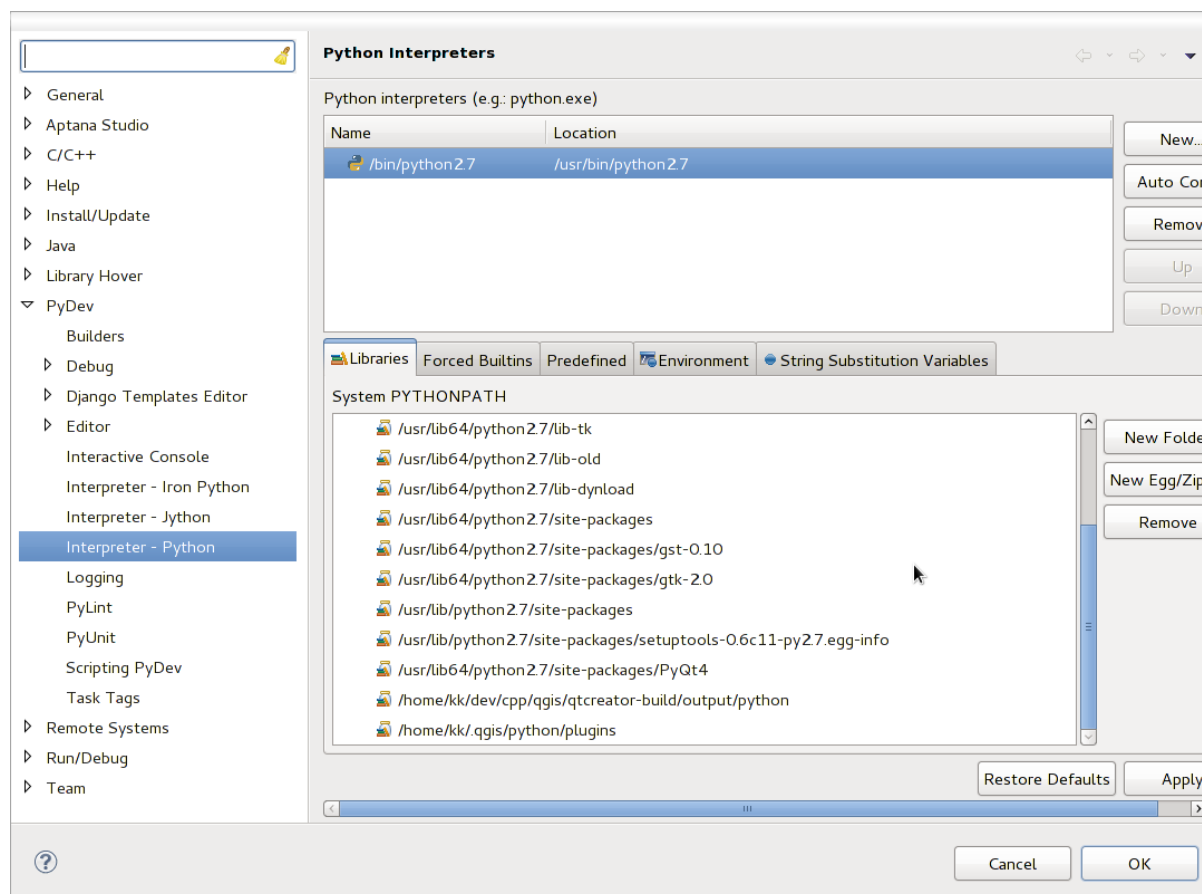 Python Interpreters
General
Aptana Studio
C/C++
Help
Install/Update
Java
Library Hover
PyDev
Builders
Debug
Django Templates Editor
Editor
Interactive Console
Interpreter - Iron Python
Interpreter - Jython
Interpreter - Python
Logging
PyLint
PyUnit
Scripting PyDev
Task Tags
Remote Systems
Run/Debug
Team
Python interpreters (e.g.: python.exe)
Name Location
/bin/python2.7 /usr/bin/python2.7
New...
Auto Con
Remov
Up
Down
Libraries Forced Builtins Predefined Environment String Substitution Variables
System PYTHONPATH
/usr/lib64/python2.7/lib-tk
/usr/lib64/python2.7/lib-old
/usr/lib64/python2.7/lib-dynload
/usr/lib64/python2.7/site-packages
/usr/lib64/python2.7/site-packages/gst-0.10
/usr/lib64/python2.7/site-packages/gtk-2.0
/usr/lib/python2.7/site-packages
/usr/lib/python2.7/site-packages/setuptools-0.6c11-py2.7.egg-info
/usr/lib64/python2.7/site-packages/PyQt4
/home/kk/dev/cpp/qgis/qtcreator-build/output/python
/home/kk/.qgis/python/plugins
New Folde
New Egg/Zip
Remove
Restore Defaults Apply
? Cancel OK